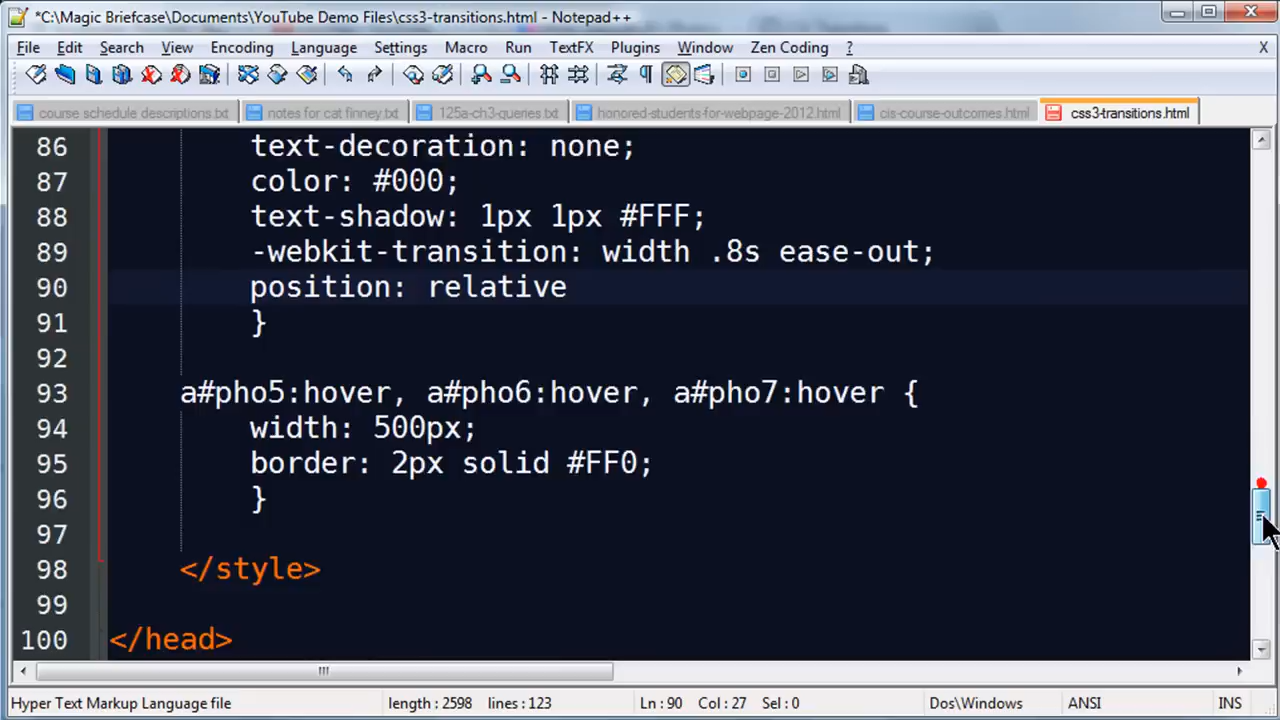 *C:\Magic Briefcase\Documents\YouTube Demo Files\css3-transitions.html - Notepad++
File Edit Search View Encoding Language Settings Macro Run TextFX Plugins Window Zen Coding ? X
course schedule descriptions.txt notes for cat finney.txt 125a-ch3-queries.txt honored-students-for-webpage-2012.html cis-course-outcomes.html css3-transitions.html
86 text-decoration: none;
87 color: #000;
88 text-shadow: 1px 1px #FFF;
89 -webkit-transition: width .8s ease-out;
90 position: relative
91 }
92
93 a#pho5:hover, a#pho6:hover, a#pho7:hover {
94 width: 500px;
95 border: 2px solid #FF0;
96 }
97
98 </style>
99
100 </head>
Hyper Text Markup Language file length : 2598 lines : 123 Ln : 90 Col : 27 Sel : 0 Dos\Windows ANSI INS